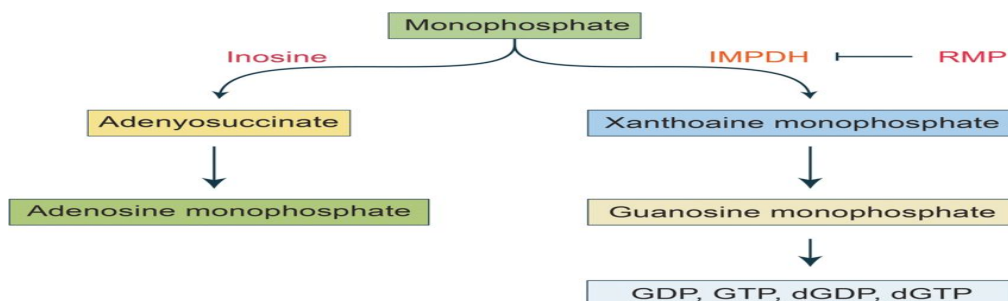 Monophosphate
Inosine
IMPDH
RMP
Adenyosuccinate
Xanthoaine monophosphate
Adenosine monophosphate
Guanosine monophosphate
GDP, GTP, dGDP, dGTP